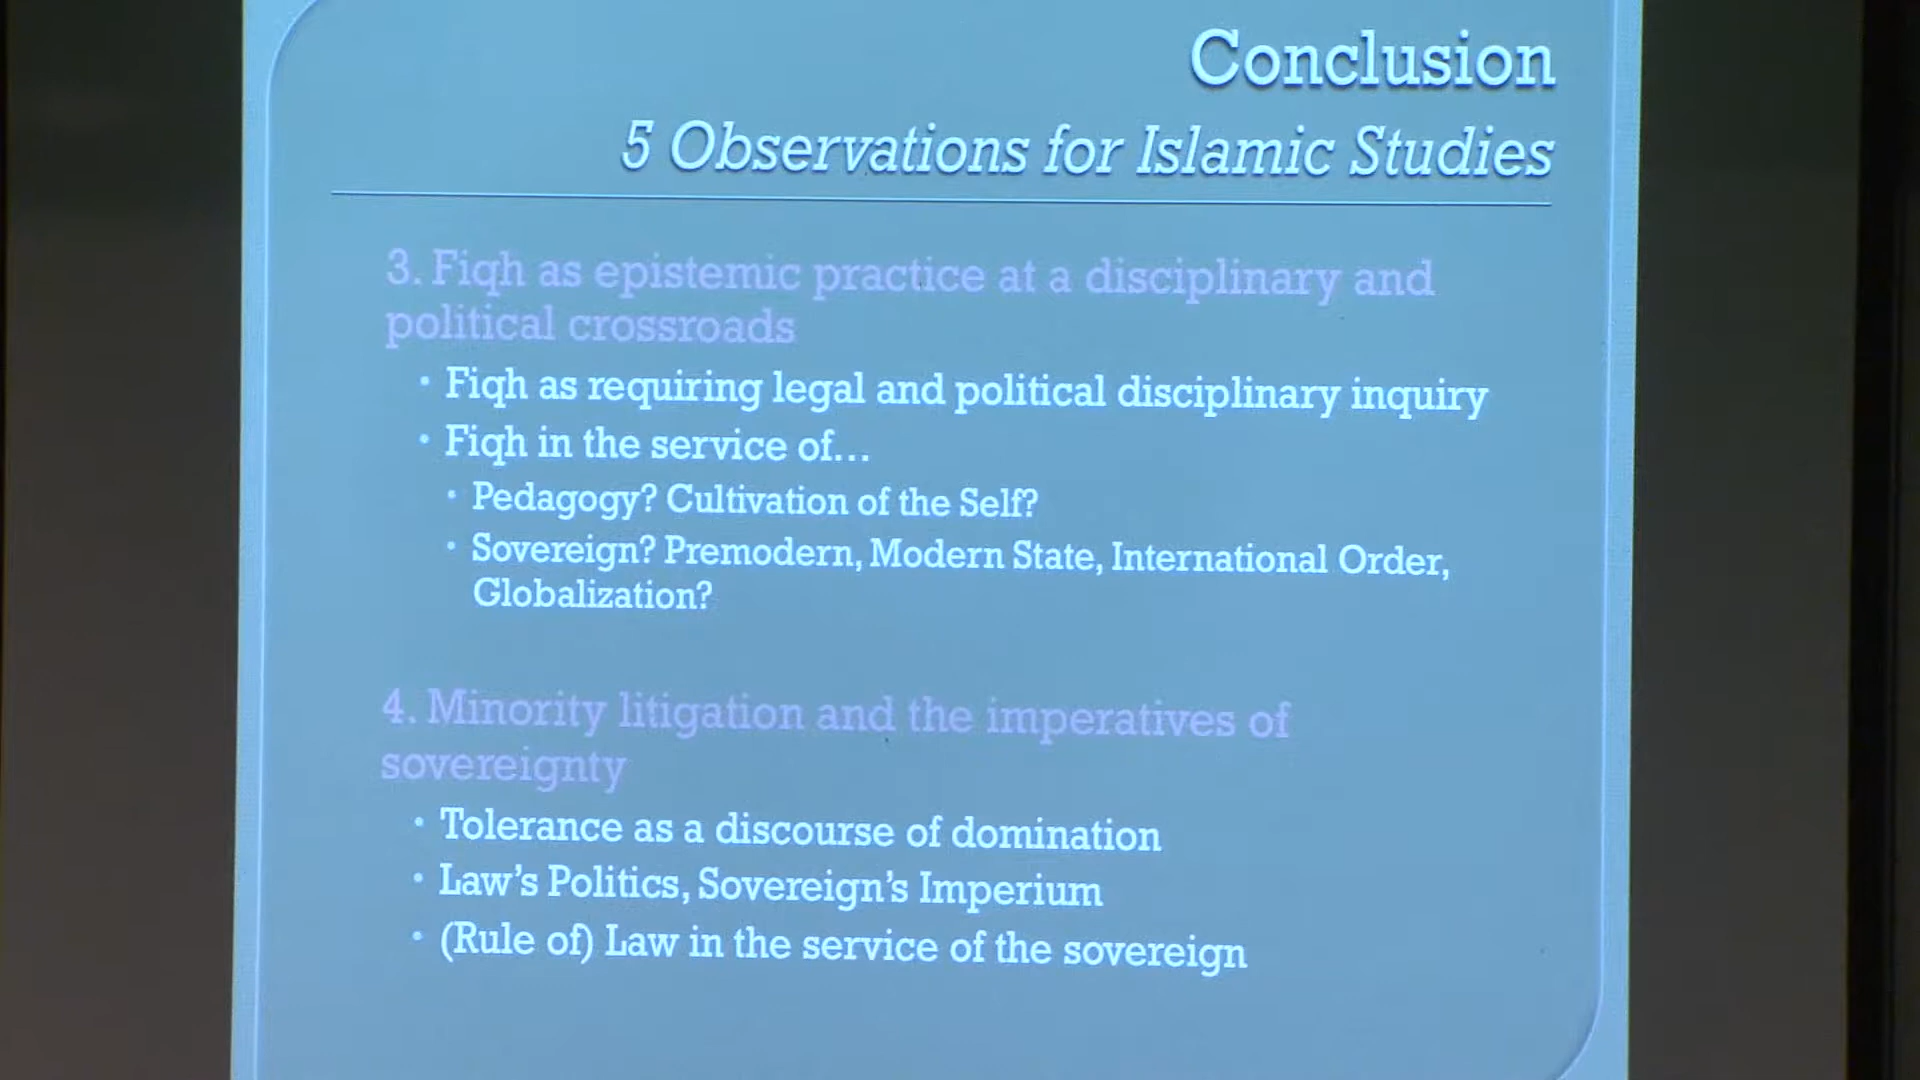 Conclusion
5 Observations for Islamic Studies
3. Fiqh as epistemic practice at a disciplinary and
political crossroads
• Fiqh as requiring legal and political disciplinary inquiry
• Fiqh in the service of...
• Pedagogy? Cultivation of the Self?
• Sovereign? Premodern, Modern State, International Order,
Globalization?
4. Minority litigation and the imperatives of
sovereignty
• Tolerance as a discourse of domination
• Law's Politics, Sovereign's Imperium
• (Rule of) Law in the service of the sovereign